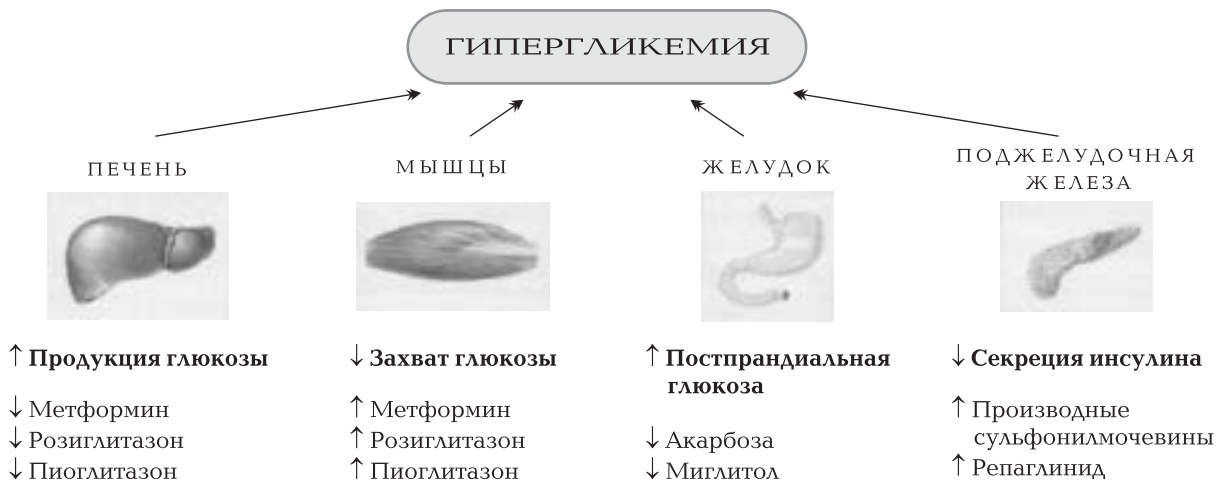 ГИПЕРГЛИКЕМИЯ
ПЕЧЕНЬ
↑ Продукция глюкозы
↓ Метформин
↓ Розиглитазон
↓ Пиоглитазон
МЫШЦЫ
↓ Захват глюкозы
↑ Метформин
↑ Розиглитазон
↑ Пиоглитазон
ЖЕЛУДОК
↑ Постпрандиальная
глюкоза
↓ Акарбоза
↓ Миглитол
ПОДЖЕЛУДОЧНАЯ
ЖЕЛЕЗА
↓ Секреция инсулина
↑ Производные
сульфонилмочевины
↑ Репаглинид